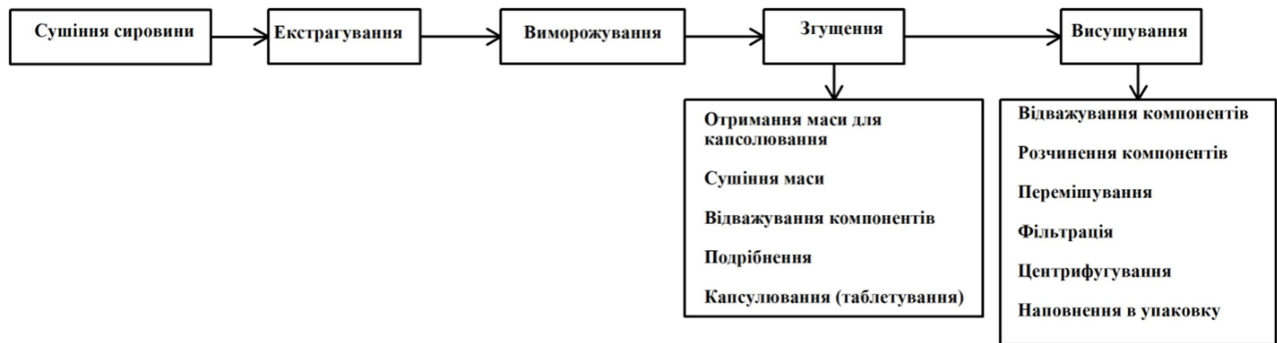 Сушіння сировини
Екстрагування
Виморожування
Згущення
Висушування
Отримання маси для
капсолювання
Сушіння маси
Відважування компонентів
Подрібнення
Капсулювання (таблетування)
Відважування компонентів
Розчинення компонентів
Перемішування
Фільтрація
Центрифугування
Наповнення в упаковку